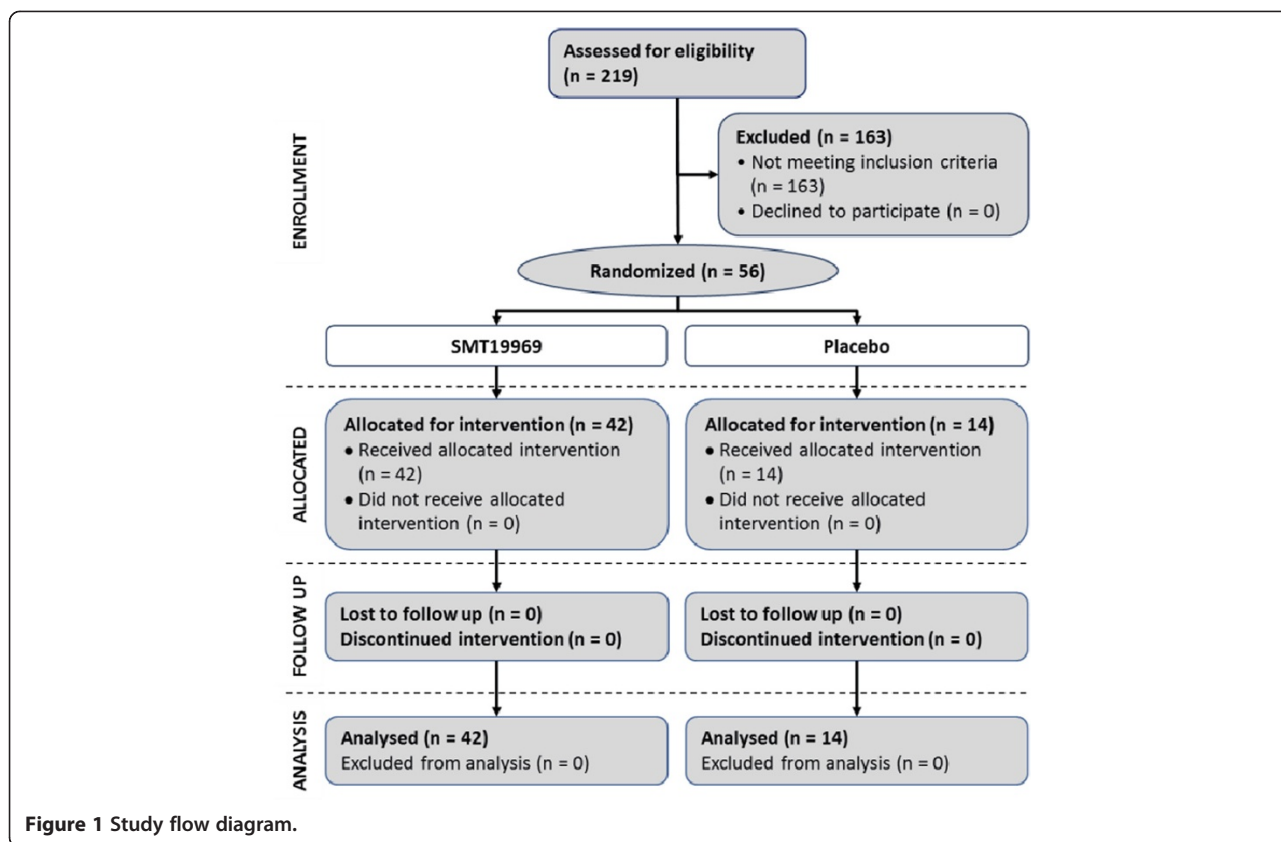 Assessed for eligibility
(n = 219)
ENROLLMENT
Excluded (n = 163)
• Not meeting inclusion criteria
(n = 163)
• Declined to participate (n = 0)
Randomized (n = 56)
SMT19969
Placebo
ALLOCATED
Allocated for intervention (n = 42)
• Received allocated intervention
(n = 42)
• Did not receive allocated
intervention (n = 0)
Allocated for intervention (n = 14)
• Received allocated intervention
(n = 14)
• Did not receive allocated
intervention (n = 0)
FOLLOW UP
Lost to follow up (n = 0)
Discontinued intervention (n = 0)
Lost to follow up (n = 0)
Discontinued intervention (n = 0)
ANALYSIS
Analysed (n = 42)
Excluded from analysis (n = 0)
Analysed (n = 14)
Excluded from analysis (n = 0)
Figure 1 Study flow diagram.